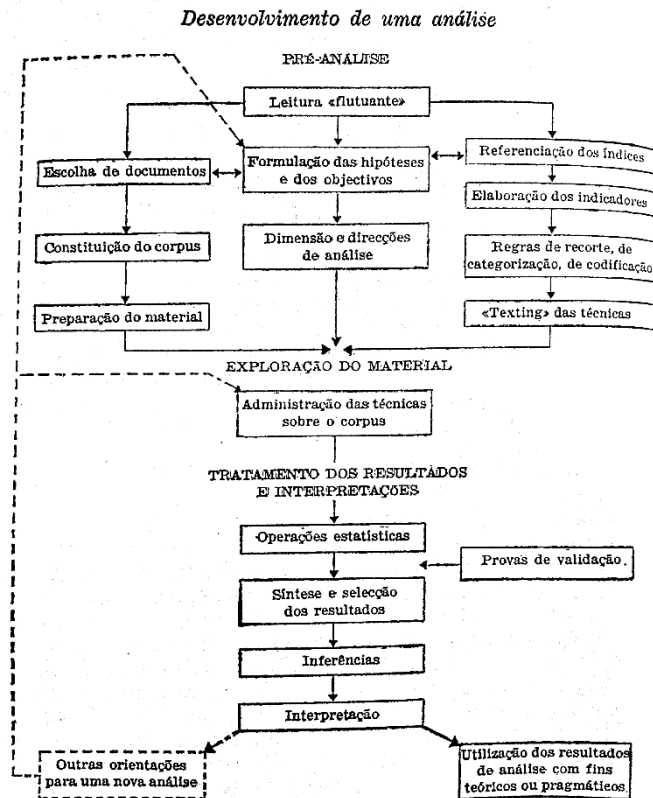 Desenvolvimento de uma análise
PRÉ-ANÁLISE
Leitura «flutuante»
Escolha de documentos
Formulação das hipóteses
e dos objectivos
Referenciação dos índices
Elaboração dos indicadores
Constituição do corpus
Dimensão e direcções
de análise
Regras de recorte, de
categorização, de codificação
Preparação do material
«Texting» das técnicas
EXPLORAÇÃO DO MATERIAL
Administração das técnicas
sobre o corpus
TRATAMENTO DOS RESULTADOS
E INTERPRETAÇÕES
Operações estatísticas
Provas de validação.
Síntese e selecção
dos resultados
Inferências
Interpretação
Outras orientações
para uma nova análise
Utilização dos resultados
de análise com fins
teóricos ou pragmáticos.